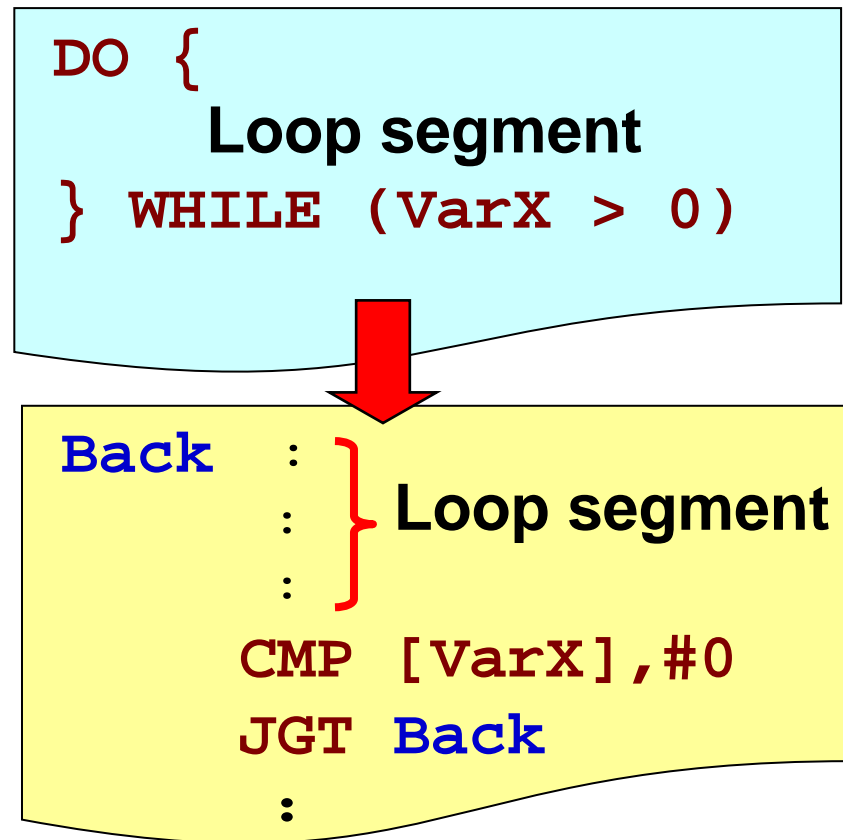 DO {
Loop segment
} WHILE (VarX > 0)
Back :
: Loop segment
:
CMP [VarX],#0
JGT Back
: